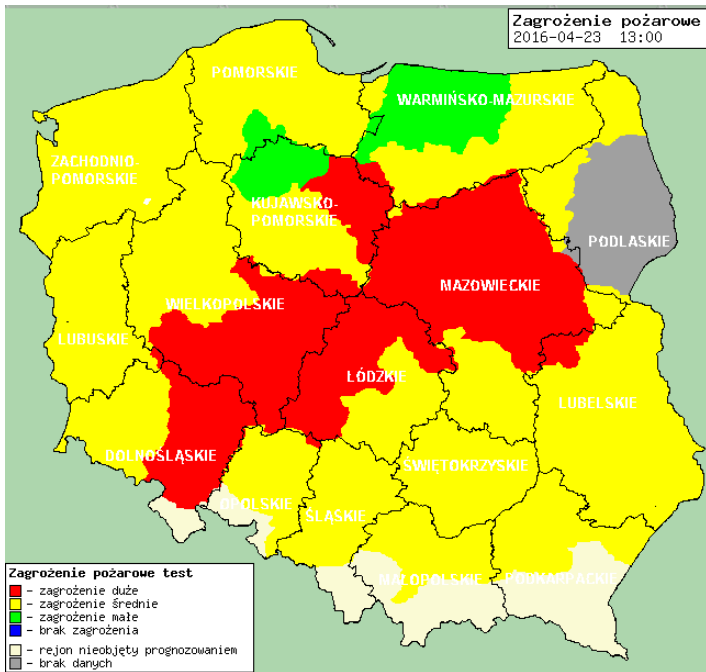 Zagrożenie pożarowe
2016-04-23 13:00
POMORSKIE
WARMIŃSKO-MAZURSKIE
ZACHODNIO-
POMORSKIE
KUJAWSKO-
POMORSKIE
PODLASKIE
MAZOWIECKIE
WIELKOPOLSKIE
LUBUSKIE
ŁÓDZKIE
LUBELSKIE
DOLNOŚLĄSKIE
ŚWIĘTOKRZYSKIE
OPOLSKIE
ŚLĄSKIE
MAŁOPOLSKIE
PODKARPACKIE
Zagrożenie pożarowe test
- zagrożenie duże
- zagrożenie średnie
- zagrożenie małe
- brak zagrożenia
- rejon nieobjęty prognozowaniem
- brak danych